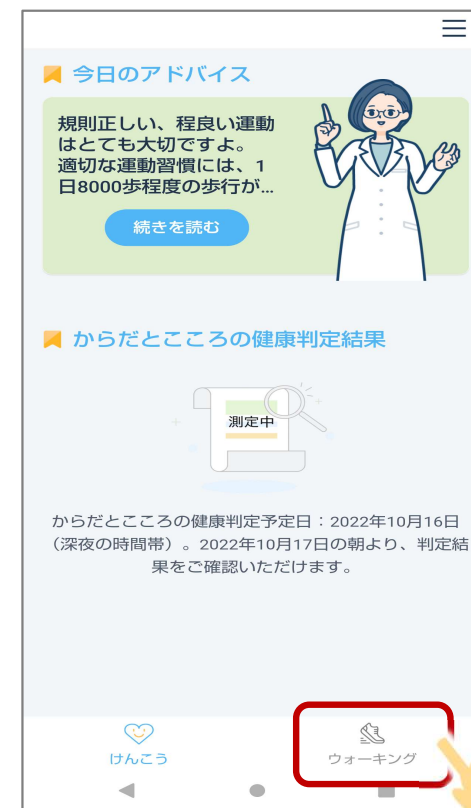 今日のアドバイス
規則正しい、程良い運動
はとても大切ですよ。
適切な運動習慣には、1
日8000歩程度の歩行が...
続きを読む
からだとこころの健康判定結果
測定中
からだとこころの健康判定予定日：2022年10月16日
（深夜の時間帯）。2022年10月17日の朝より、判定結
果をご確認いただけます。
けんこう
ウォーキング